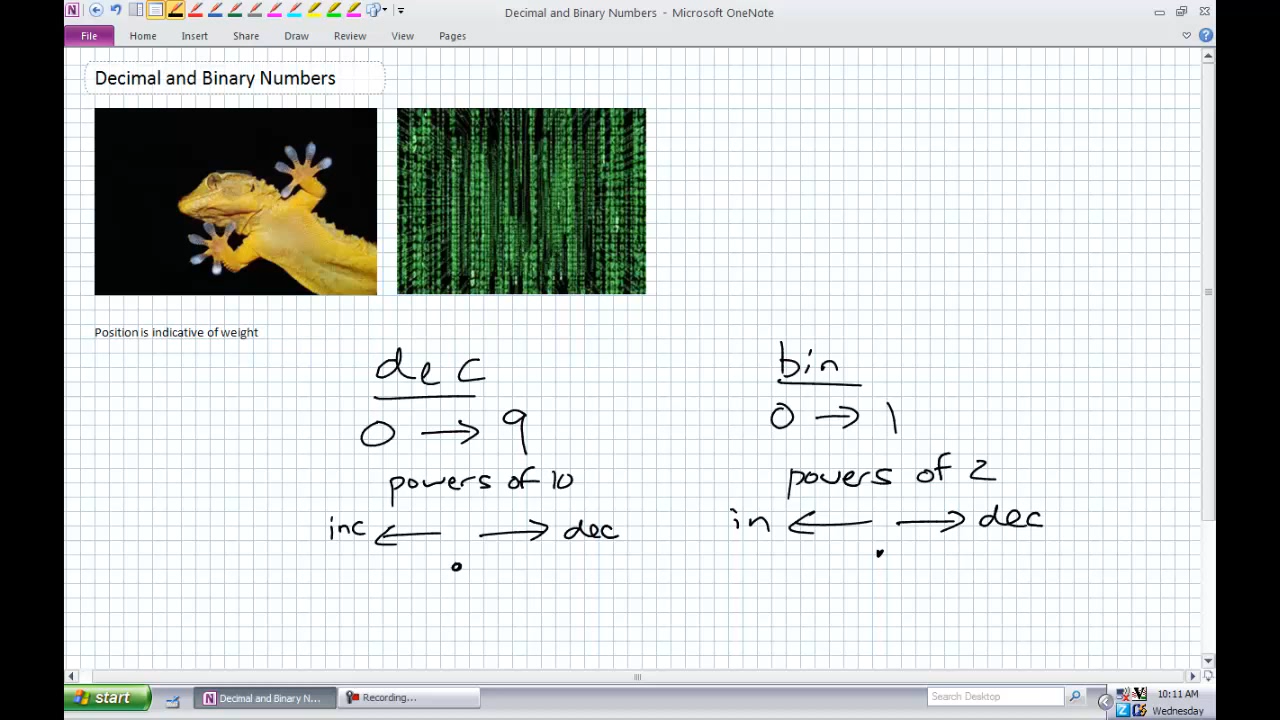 Decimal and Binary Numbers - Microsoft OneNote
File Home Insert Share Draw Review View Pages
Decimal and Binary Numbers
Position is indicative of weight
dec
0 → 9
powers of 10
inc ← → dec
.
bin
0 → 1
powers of 2
in ← → dec
.
start
Decimal and Binary N...
Recording...
Search Desktop
10:11 AM
Wednesday